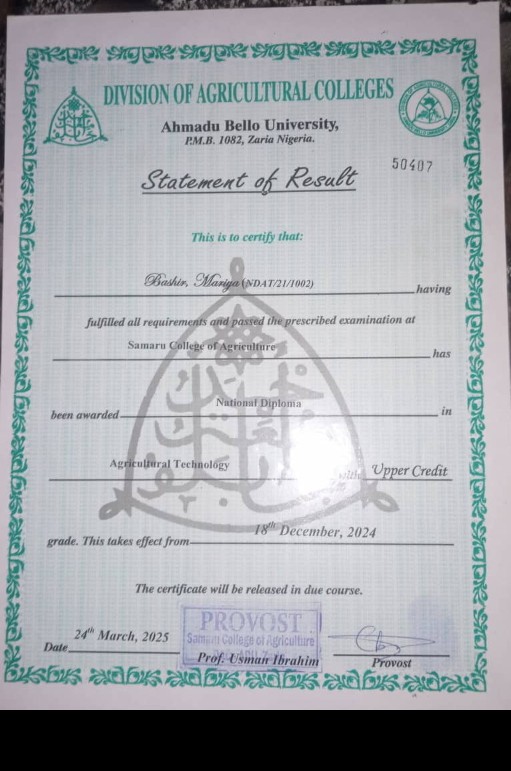 DIVISION OF AGRICULTURAL COLLEGES
Ahmadu Bello University,
P.M.B. 1082, Zaria Nigeria.
50407
Statement of Result
This is to certify that:
Bashir, Mariya (NDAT/21/1002) having
fulfilled all requirements and passed the prescribed examination at
Samaru College of Agriculture has
been awarded National Diploma in
Agricultural Technology with Upper Credit
grade. This takes effect from 18th December, 2024
The certificate will be released in due course.
Date 24th March, 2025
PROVOST
Samaru College of Agriculture
Prof. Usman Ibrahim
Provost